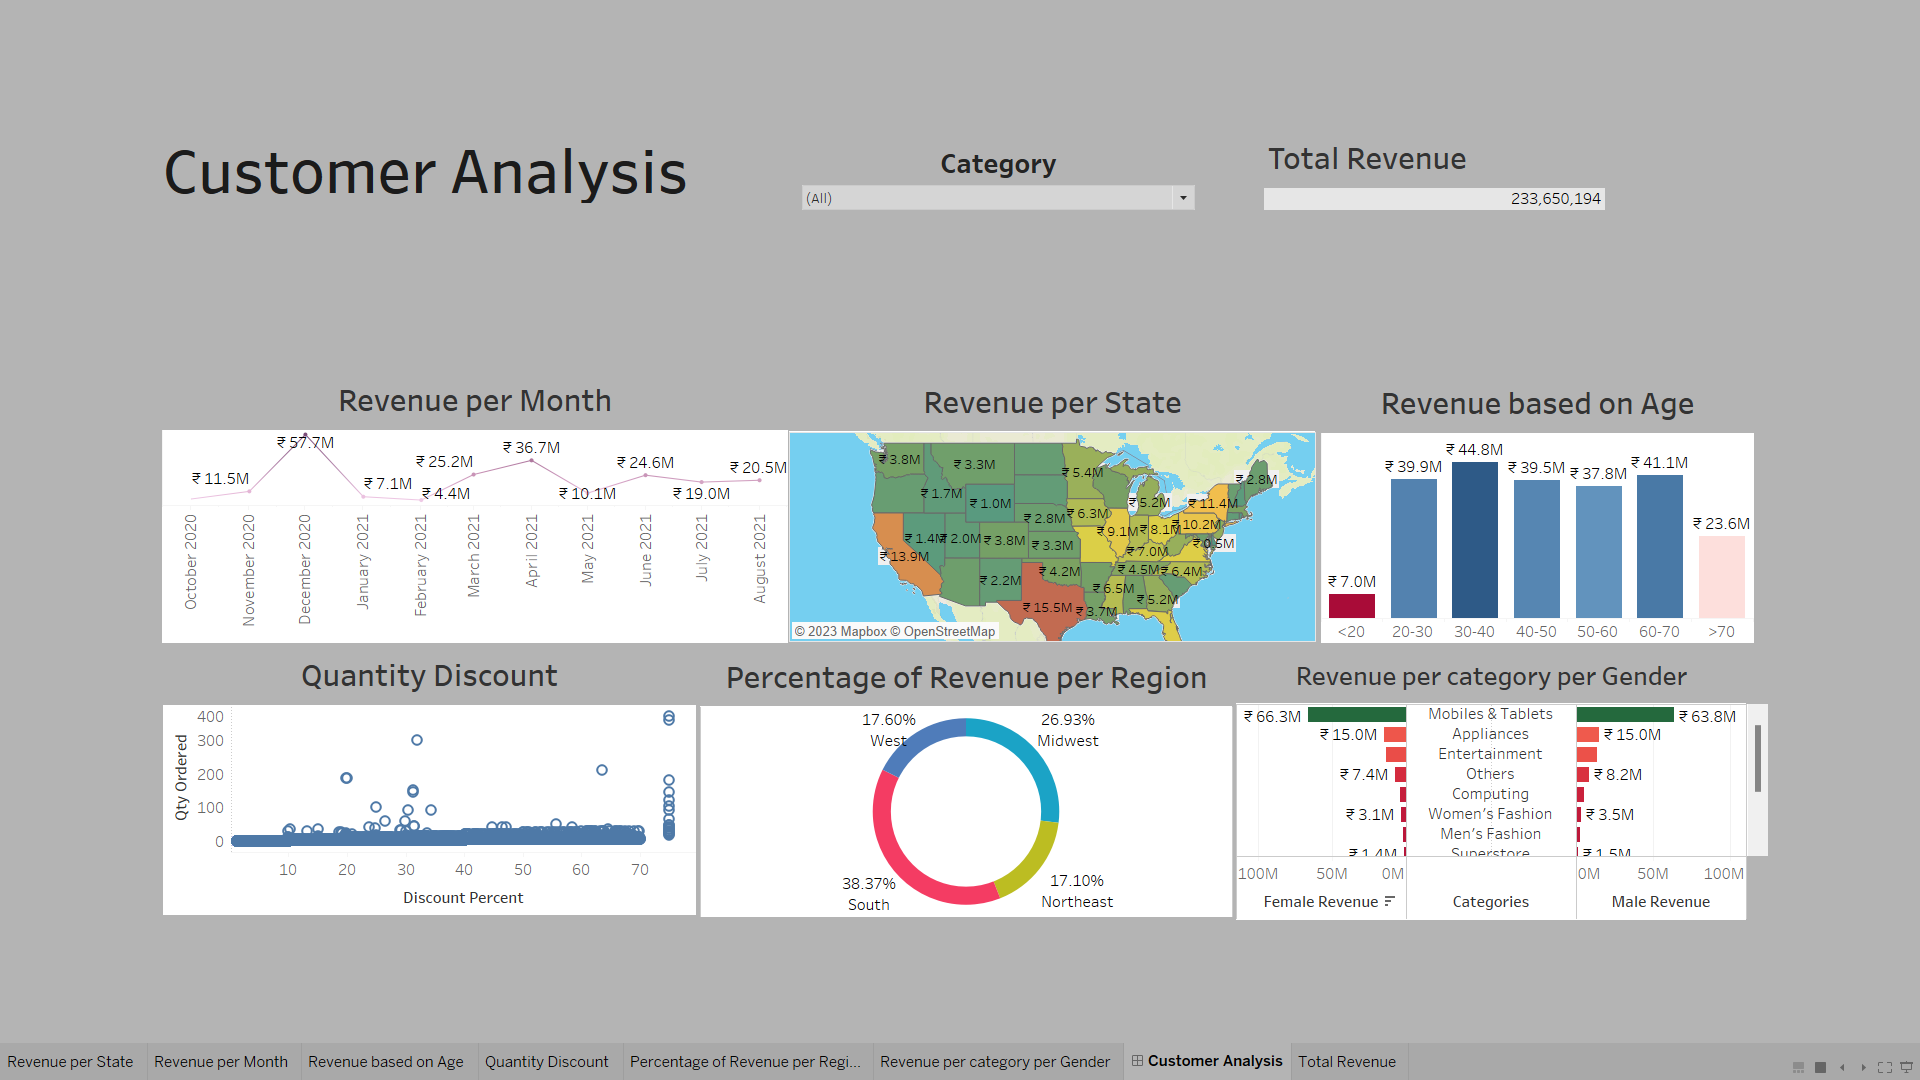 Customer Analysis
Category
(All)
Total Revenue
233,650,194
Revenue per Month
₹ 11.5M
₹ 57.7M
₹ 7.1M
₹ 4.4M
₹ 25.2M
₹ 36.7M
₹ 10.1M
₹ 24.6M
₹ 19.0M
₹ 20.5M
October 2020
November 2020
December 2020
January 2021
February 2021
March 2021
April 2021
May 2021
June 2021
July 2021
August 2021
Revenue per State
₹ 3.8M
₹ 3.3M
₹ 5.4M
₹ 2.8M
₹ 1.7M
₹ 1.0M
₹ 5.2M
₹ 11.4M
₹ 2.8M
₹ 6.3M
₹ 9.1M
₹ 8.1M
₹ 10.2M
₹ 13.9M
₹ 1.4M
₹ 2.0M
₹ 3.8M
₹ 3.3M
₹ 7.0M
₹ 0.5M
₹ 2.2M
₹ 4.2M
₹ 4.5M
₹ 6.4M
₹ 15.5M
₹ 3.7M
₹ 6.5M
₹ 5.2M
© 2023 Mapbox © OpenStreetMap
Revenue based on Age
₹ 7.0M
₹ 39.9M
₹ 44.8M
₹ 39.5M
₹ 37.8M
₹ 41.1M
₹ 23.6M
<20
20-30
30-40
40-50
50-60
60-70
>70
Quantity Discount
Qty Ordered
400
300
200
100
0
10
20
30
40
50
60
70
Discount Percent
Percentage of Revenue per Region
17.60%
West
26.93%
Midwest
38.37%
South
17.10%
Northeast
Revenue per category per Gender
₹ 66.3M Mobiles & Tablets ₹ 63.8M
₹ 15.0M Appliances ₹ 15.0M
Entertainment
₹ 7.4M Others ₹ 8.2M
Computing
₹ 3.1M Women's Fashion ₹ 3.5M
Men's Fashion
₹ 1.4M Superstore ₹ 1.5M
100M 50M 0M 0M 50M 100M
Female Revenue Categories Male Revenue
Revenue per State
Revenue per Month
Revenue based on Age
Quantity Discount
Percentage of Revenue per Regi...
Revenue per category per Gender
Customer Analysis
Total Revenue